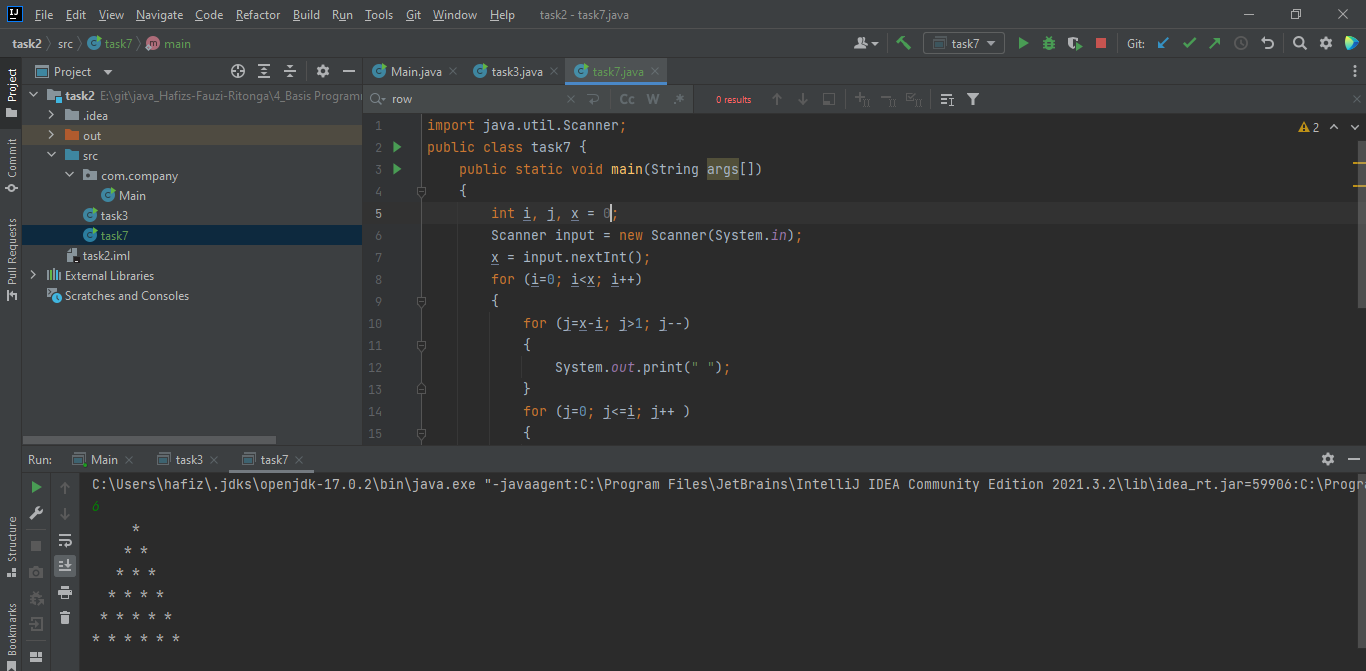 File Edit View Navigate Code Refactor Build Run Tools Git Window Help task2 - task7.java
task2 src task7 main task7 Git:
Project Main.java task3.java task7.java
task2 E:\git\java_Hafizs-Fauzi-Ritonga\4_Basis Program
.idea
out
src
com.company
Main
task3
task7
task2.iml
External Libraries
Scratches and Consoles
row Cc W .* 0 results
2
1 import java.util.Scanner;
2 public class task7 {
3 public static void main(String args[])
4 {
5 int i, j, x = 0;
6 Scanner input = new Scanner(System.in);
7 x = input.nextInt();
8 for (i=0; i<x; i++)
9 {
10 for (j=x-i; j>1; j--)
11 {
12 System.out.print(" ");
13 }
14 for (j=0; j<=i; j++ )
15 {
Project
Commit
Pull Requests
Structure
Bookmarks
Run: Main task3 task7
C:\Users\hafiz\.jdks\openjdk-17.0.2\bin\java.exe "-javaagent:C:\Program Files\JetBrains\IntelliJ IDEA Community Edition 2021.3.2\lib\idea_rt.jar=59906:C:\Progr
6
*
* *
* * *
* * * *
* * * * *
* * * * * *